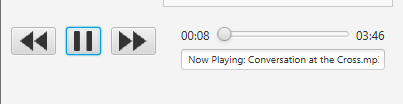 00:08 03:46
Now Playing: Conversation at the Cross.mp